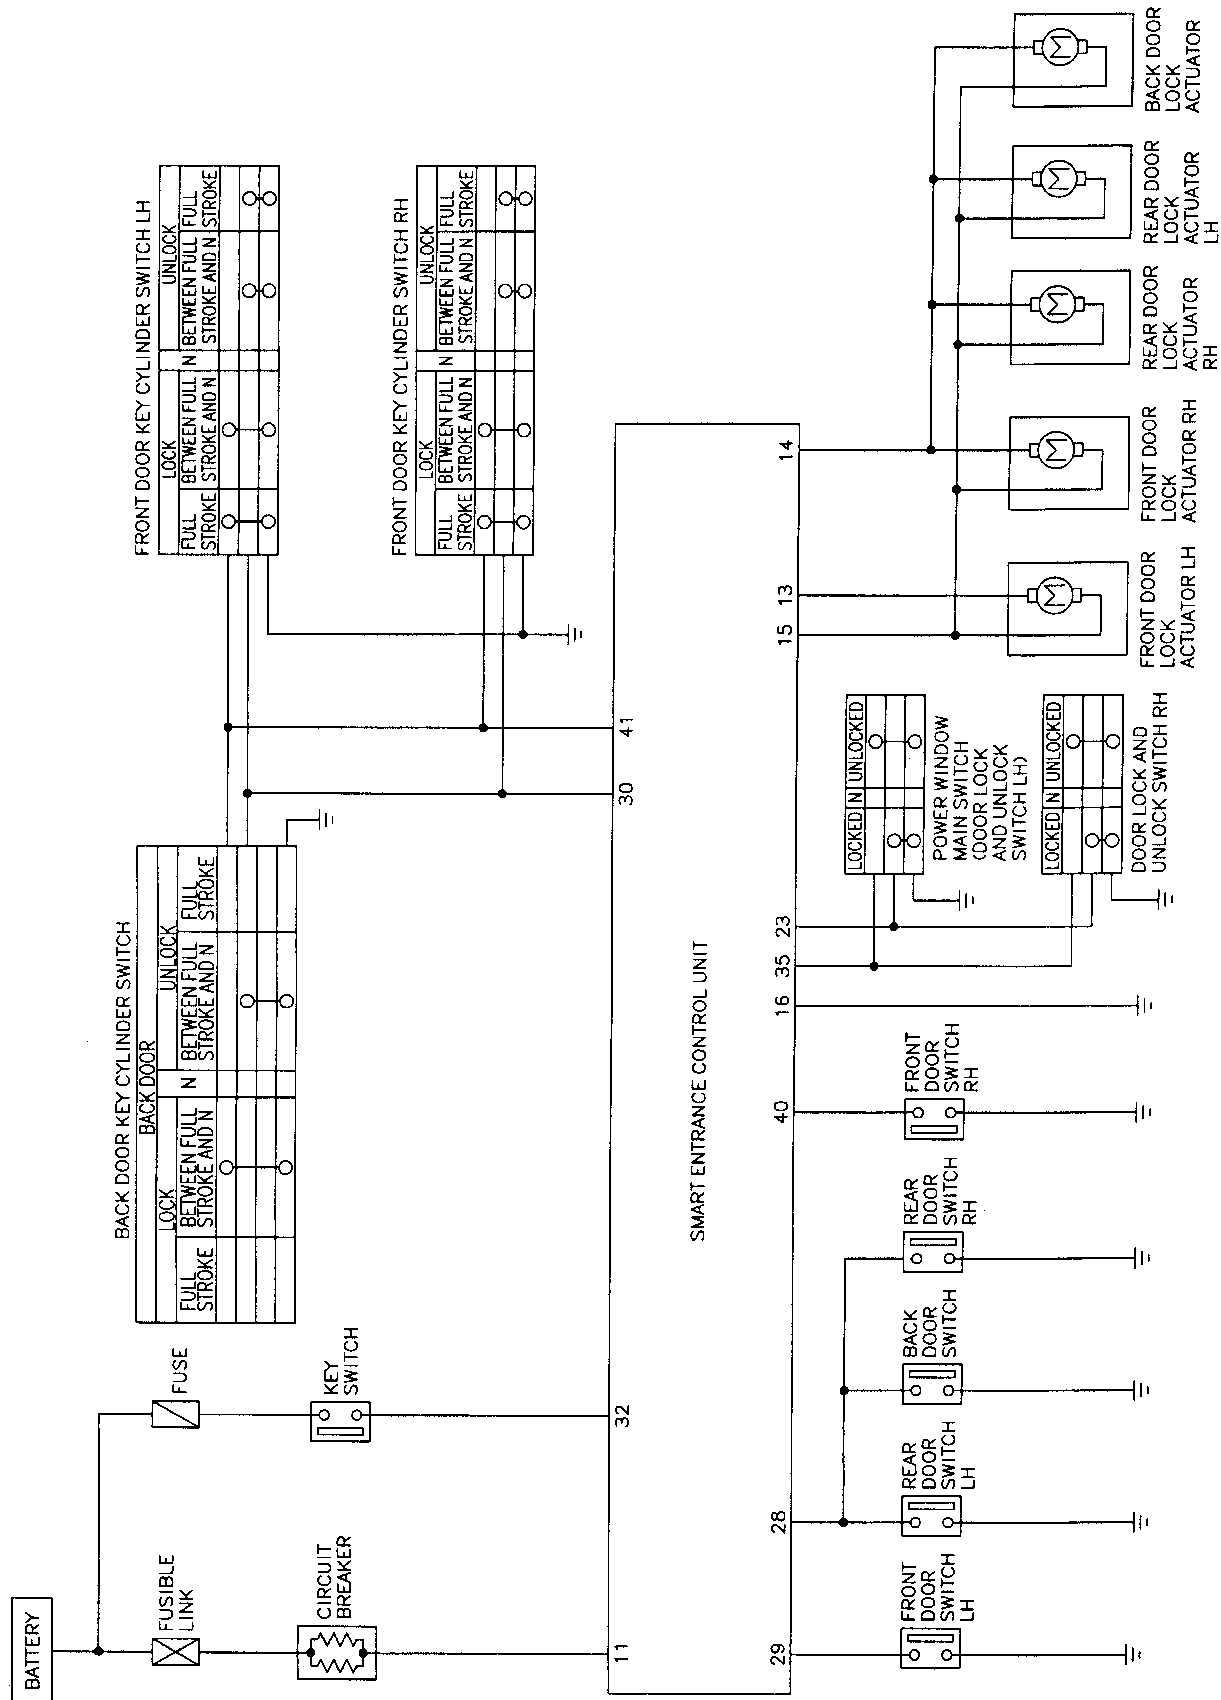 BATTERY
FUSIBLE
LINK
FUSE
CIRCUIT
BREAKER
KEY
SWITCH
BACK DOOR KEY CYLINDER SWITCH
BACK DOOR
LOCK
UNLOCK
FULL
STROKE
BETWEEN FULL
STROKE AND N
N
BETWEEN FULL
STROKE AND N
FULL
STROKE
FRONT DOOR KEY CYLINDER SWITCH LH
LOCK
UNLOCK
FULL
STROKE
BETWEEN FULL
STROKE AND N
N
BETWEEN FULL
STROKE AND N
FULL
STROKE
FRONT DOOR KEY CYLINDER SWITCH RH
LOCK
UNLOCK
FULL
STROKE
BETWEEN FULL
STROKE AND N
N
BETWEEN FULL
STROKE AND N
FULL
STROKE
11
32
30
41
SMART ENTRANCE CONTROL UNIT
29
28
40
16
35
23
15
13
14
FRONT
DOOR
SWITCH
LH
REAR
DOOR
SWITCH
LH
BACK
DOOR
SWITCH
REAR
DOOR
SWITCH
RH
FRONT
DOOR
SWITCH
RH
LOCKED
N
UNLOCKED
POWER WINDOW
MAIN SWITCH
(DOOR LOCK
AND UNLOCK
SWITCH LH)
LOCKED
N
UNLOCKED
DOOR LOCK AND
UNLOCK SWITCH RH
M
FRONT DOOR
LOCK
ACTUATOR LH
M
FRONT DOOR
LOCK
ACTUATOR RH
M
REAR DOOR
LOCK
ACTUATOR
RH
M
REAR DOOR
LOCK
ACTUATOR
LH
M
BACK DOOR
LOCK
ACTUATOR